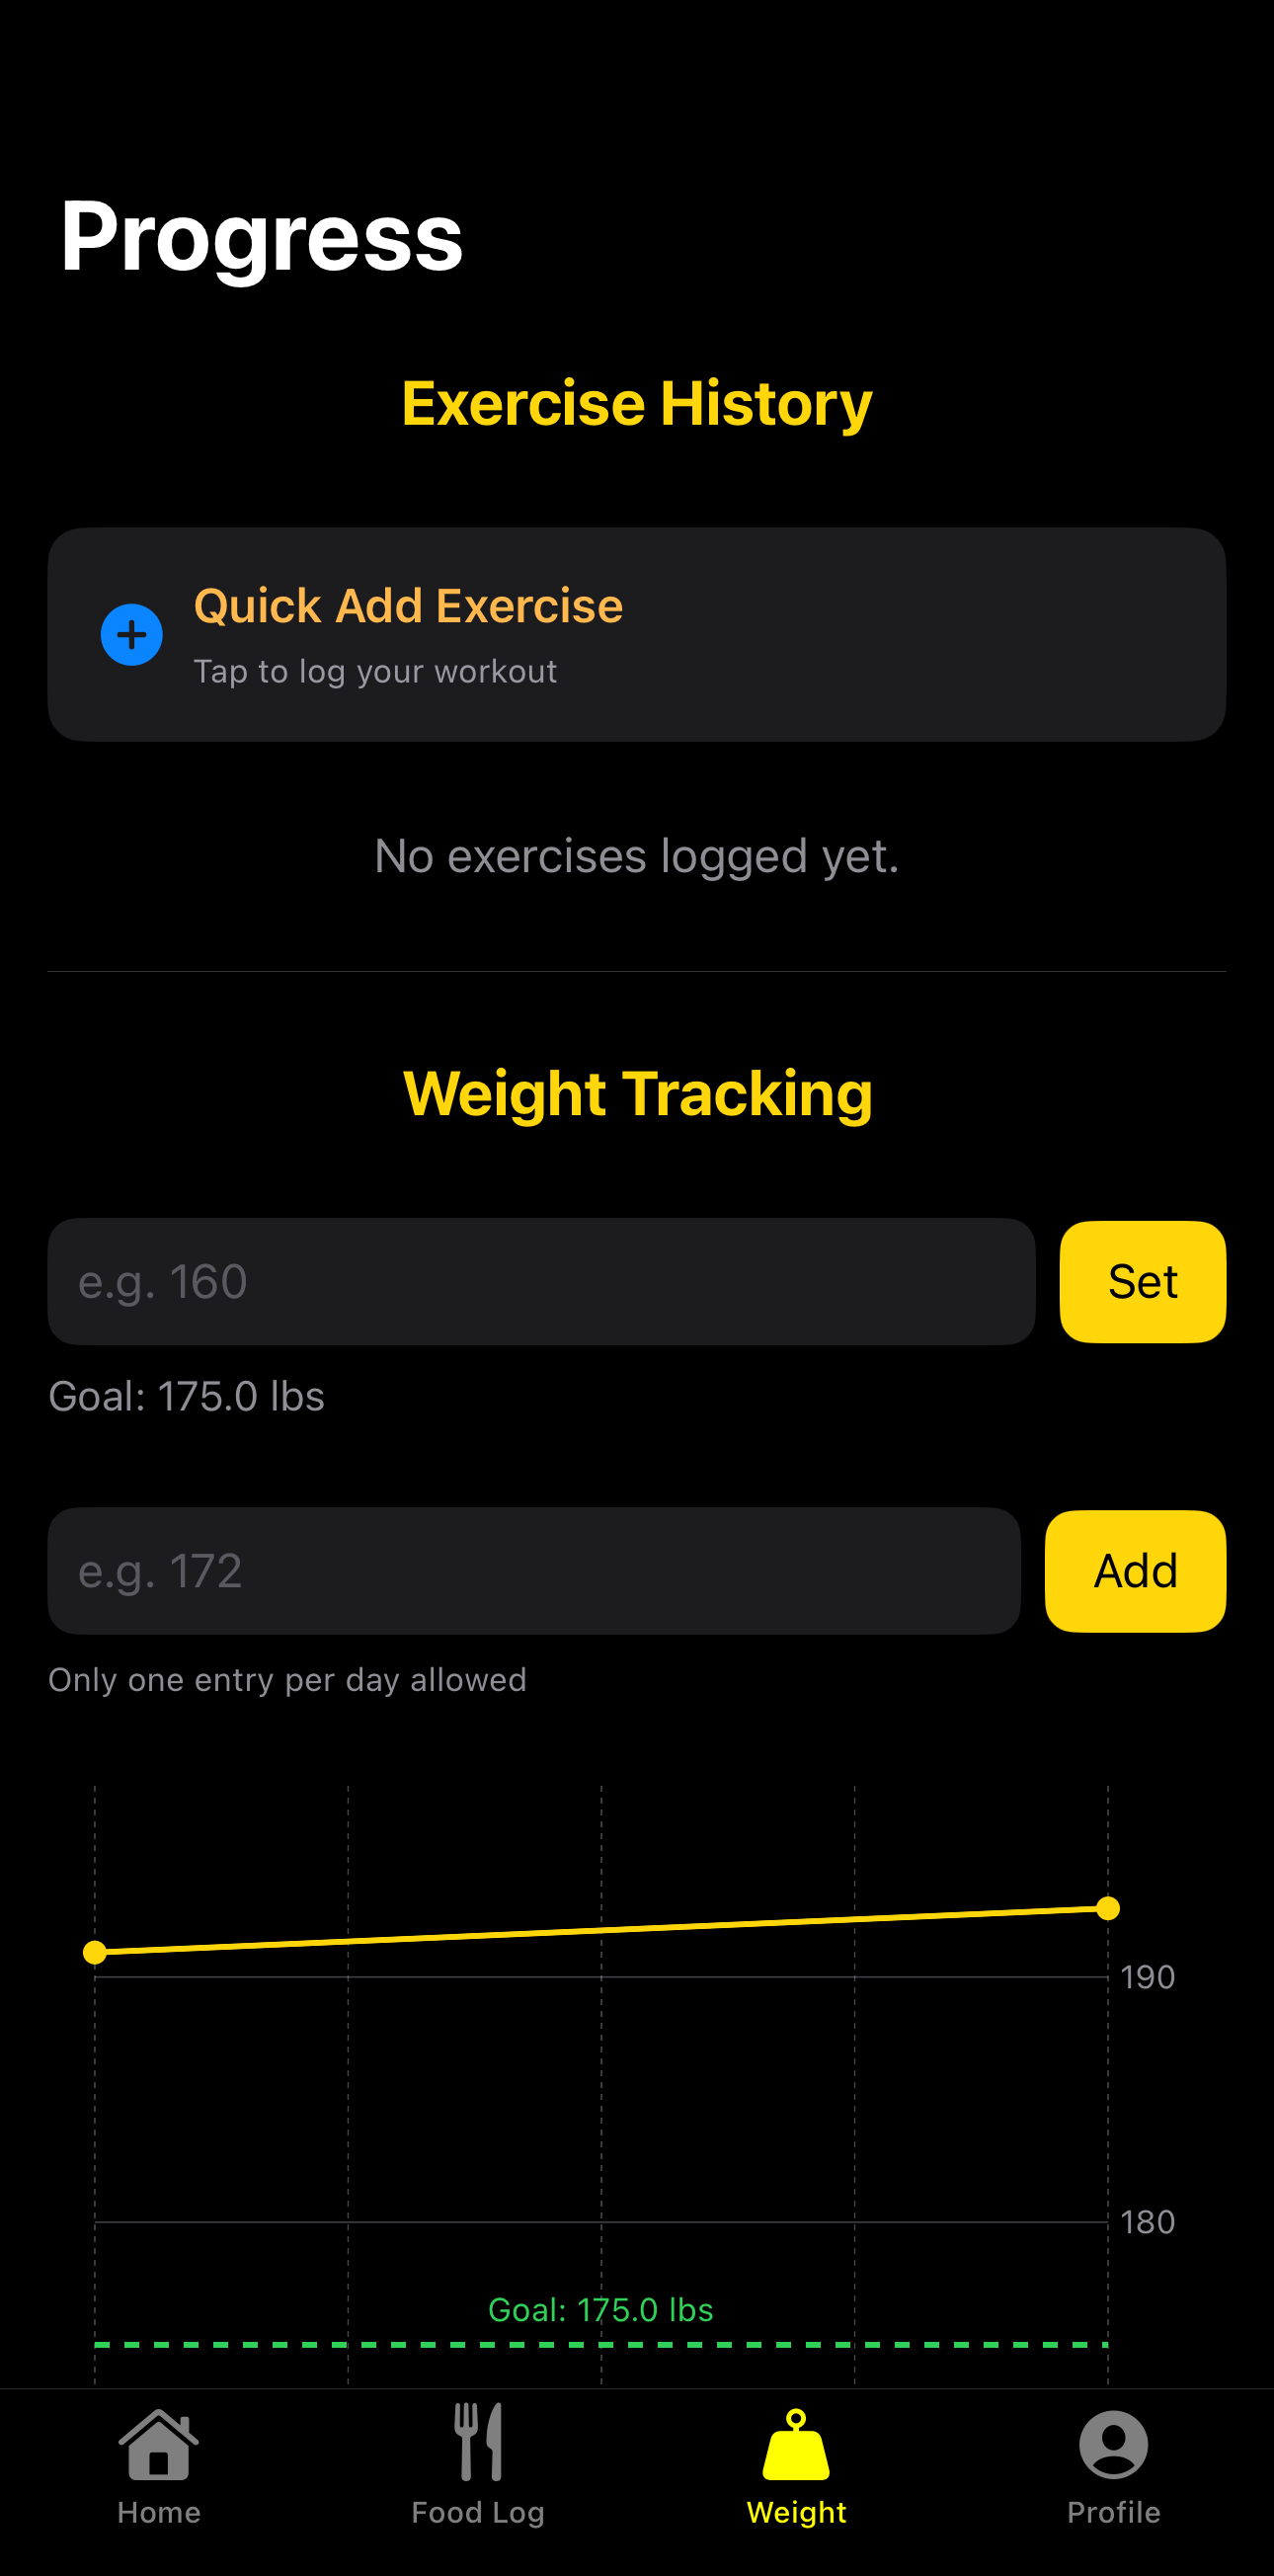 Progress
Exercise History
Quick Add Exercise
Tap to log your workout
No exercises logged yet.
Weight Tracking
e.g. 160
Set
Goal: 175.0 lbs
e.g. 172
Add
Only one entry per day allowed
190
180
Goal: 175.0 lbs
Home
Food Log
Weight
Profile